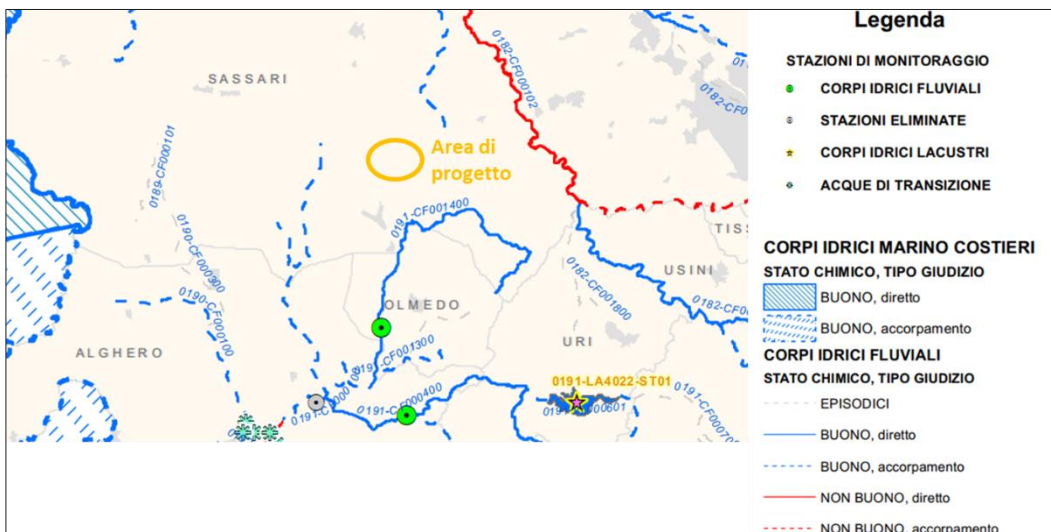 SASSARI
0182-CF000102
0189-CF000101
Area di
progetto
0191-CF001400
0190-CF000300
0190-CF000100
TISS
USINI
0182-CF001800
OLMEDO
ALGHERO
URI
0191-CF001300
0191-CF000400
0191-LA4022-ST01
Legenda
STAZIONI DI MONITORAGGIO
CORPI IDRICI FLUVIALI
STAZIONI ELIMINATE
CORPI IDRICI LACUSTRI
ACQUE DI TRANSIZIONE
CORPI IDRICI MARINO COSTIERI
STATO CHIMICO, TIPO GIUDIZIO
BUONO, diretto
BUONO, accorpamento
CORPI IDRICI FLUVIALI
STATO CHIMICO, TIPO GIUDIZIO
EPISODICI
BUONO, diretto
BUONO, accorpamento
NON BUONO, diretto
NON BUONO, accorpamento